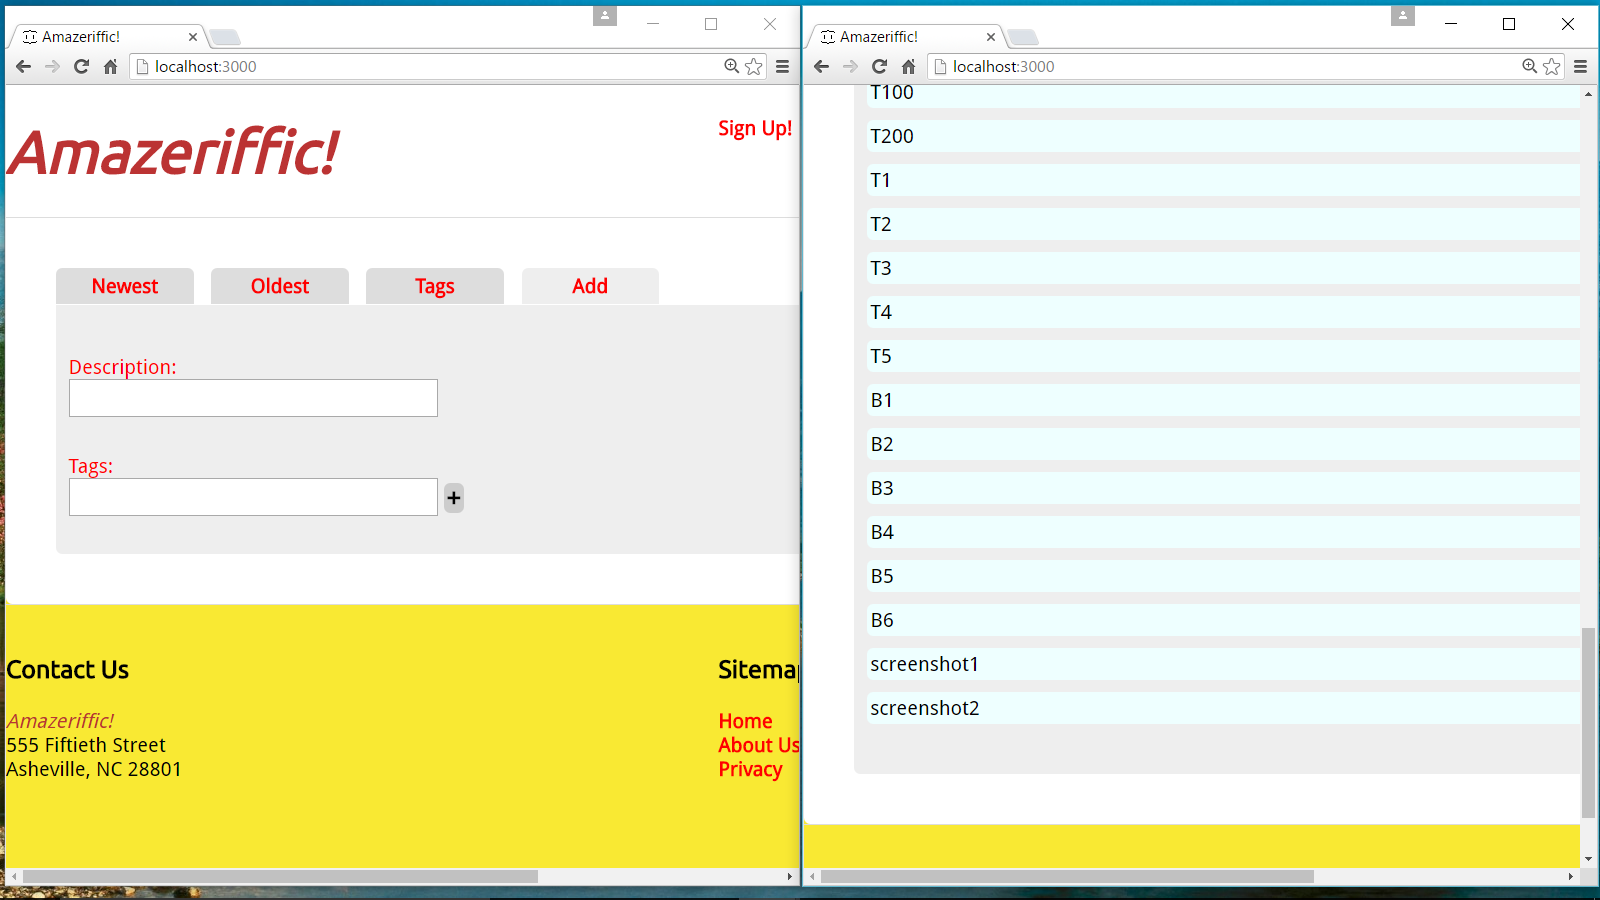 Amazeriffic!
localhost:3000
Amazeriffic!
Sign Up!
Newest
Oldest
Tags
Add
Description:
Tags:
+
Contact Us
Amazeriffic!
555 Fiftieth Street
Asheville, NC 28801
Sitemap
Home
About Us
Privacy
Amazeriffic!
localhost:3000
T100
T200
T1
T2
T3
T4
T5
B1
B2
B3
B4
B5
B6
screenshot1
screenshot2